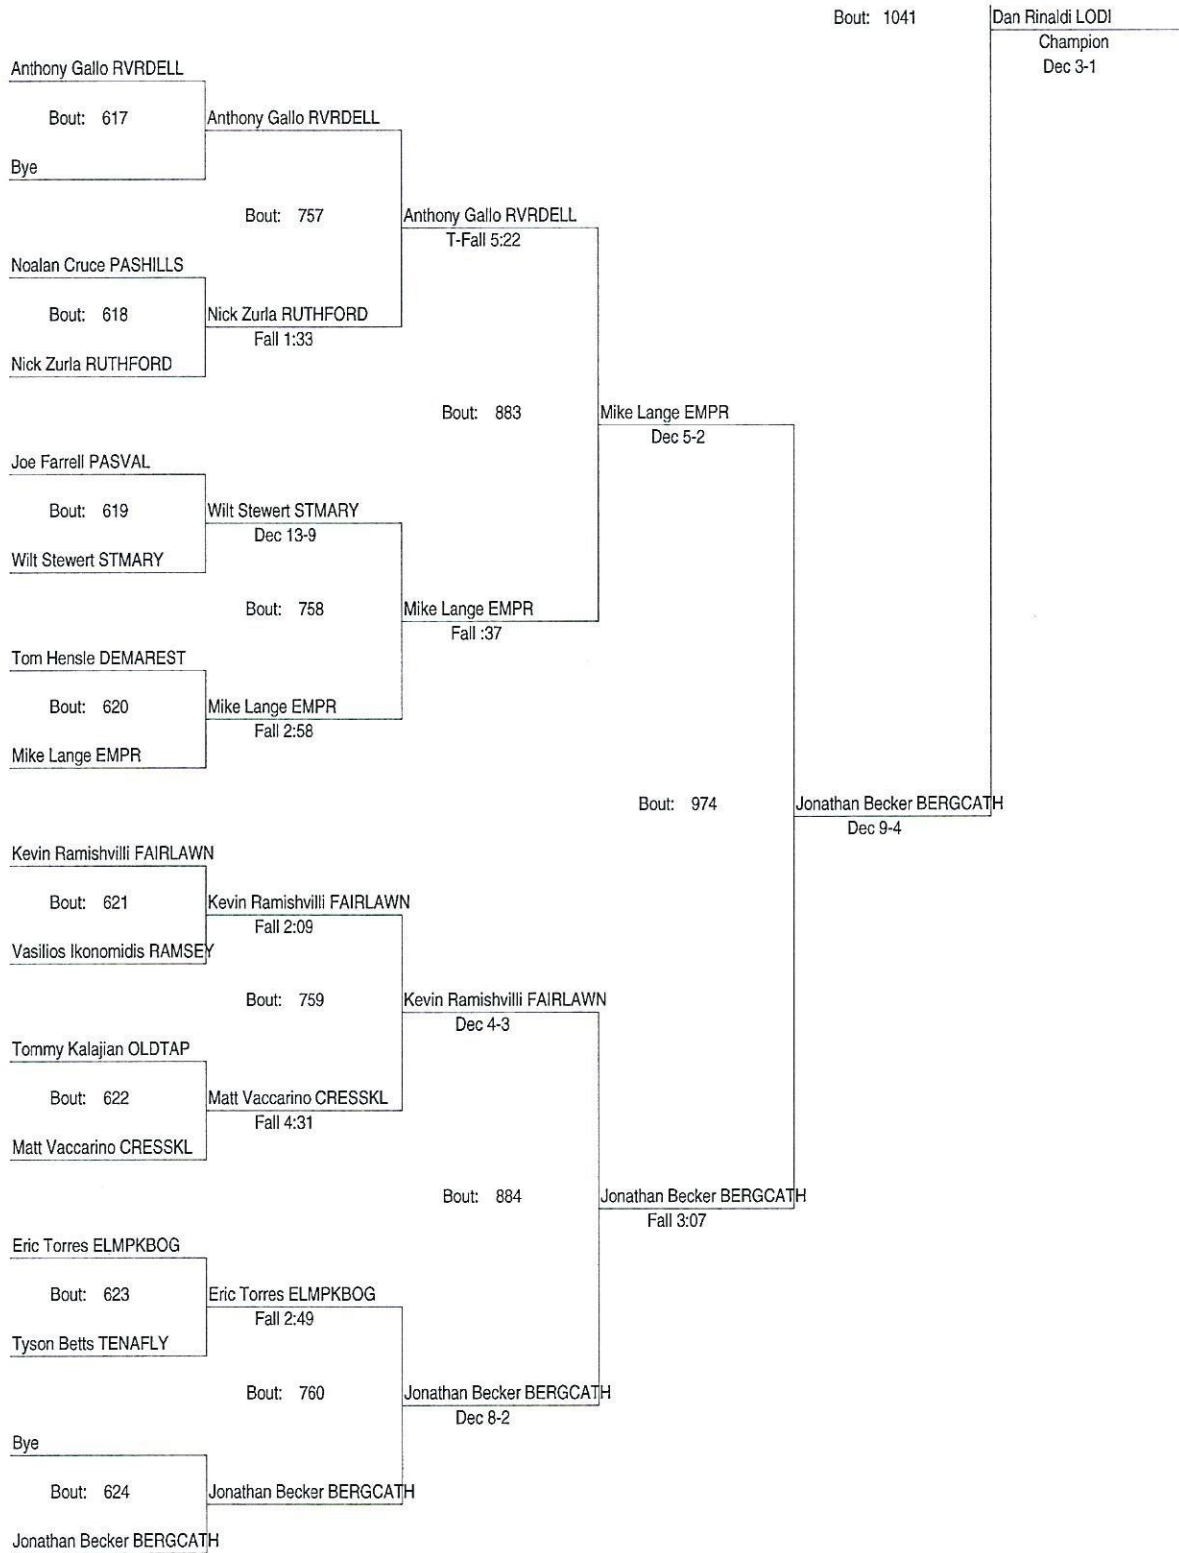 Bout: 1041
Dan Rinaldi LODI
Champion
Dec 3-1
Anthony Gallo RVRDELL
Bout: 617
Anthony Gallo RVRDELL
Bye
Bout: 757
Anthony Gallo RVRDELL
T-Fall 5:22
Noalan Cruce PASHILLS
Bout: 618
Nick Zurla RUTHFORD
Fall 1:33
Nick Zurla RUTHFORD
Bout: 883
Mike Lange EMPR
Dec 5-2
Joe Farrell PASVAL
Bout: 619
Wilt Stewert STMARY
Dec 13-9
Wilt Stewert STMARY
Bout: 758
Mike Lange EMPR
Fall :37
Tom Hensle DEMAREST
Bout: 620
Mike Lange EMPR
Fall 2:58
Mike Lange EMPR
Bout: 974
Jonathan Becker BERGCATH
Dec 9-4
Kevin Ramishvilli FAIRLAWN
Bout: 621
Kevin Ramishvilli FAIRLAWN
Fall 2:09
Vasilios Ikonomidis RAMSEY
Bout: 759
Kevin Ramishvilli FAIRLAWN
Dec 4-3
Tommy Kalajian OLDTAP
Bout: 622
Matt Vaccarino CRESSKL
Fall 4:31
Matt Vaccarino CRESSKL
Bout: 884
Jonathan Becker BERGCATH
Fall 3:07
Eric Torres ELMPKBOG
Bout: 623
Eric Torres ELMPKBOG
Fall 2:49
Tyson Betts TENAFLY
Bout: 760
Jonathan Becker BERGCATH
Dec 8-2
Bye
Bout: 624
Jonathan Becker BERGCATH
Jonathan Becker BERGCATH